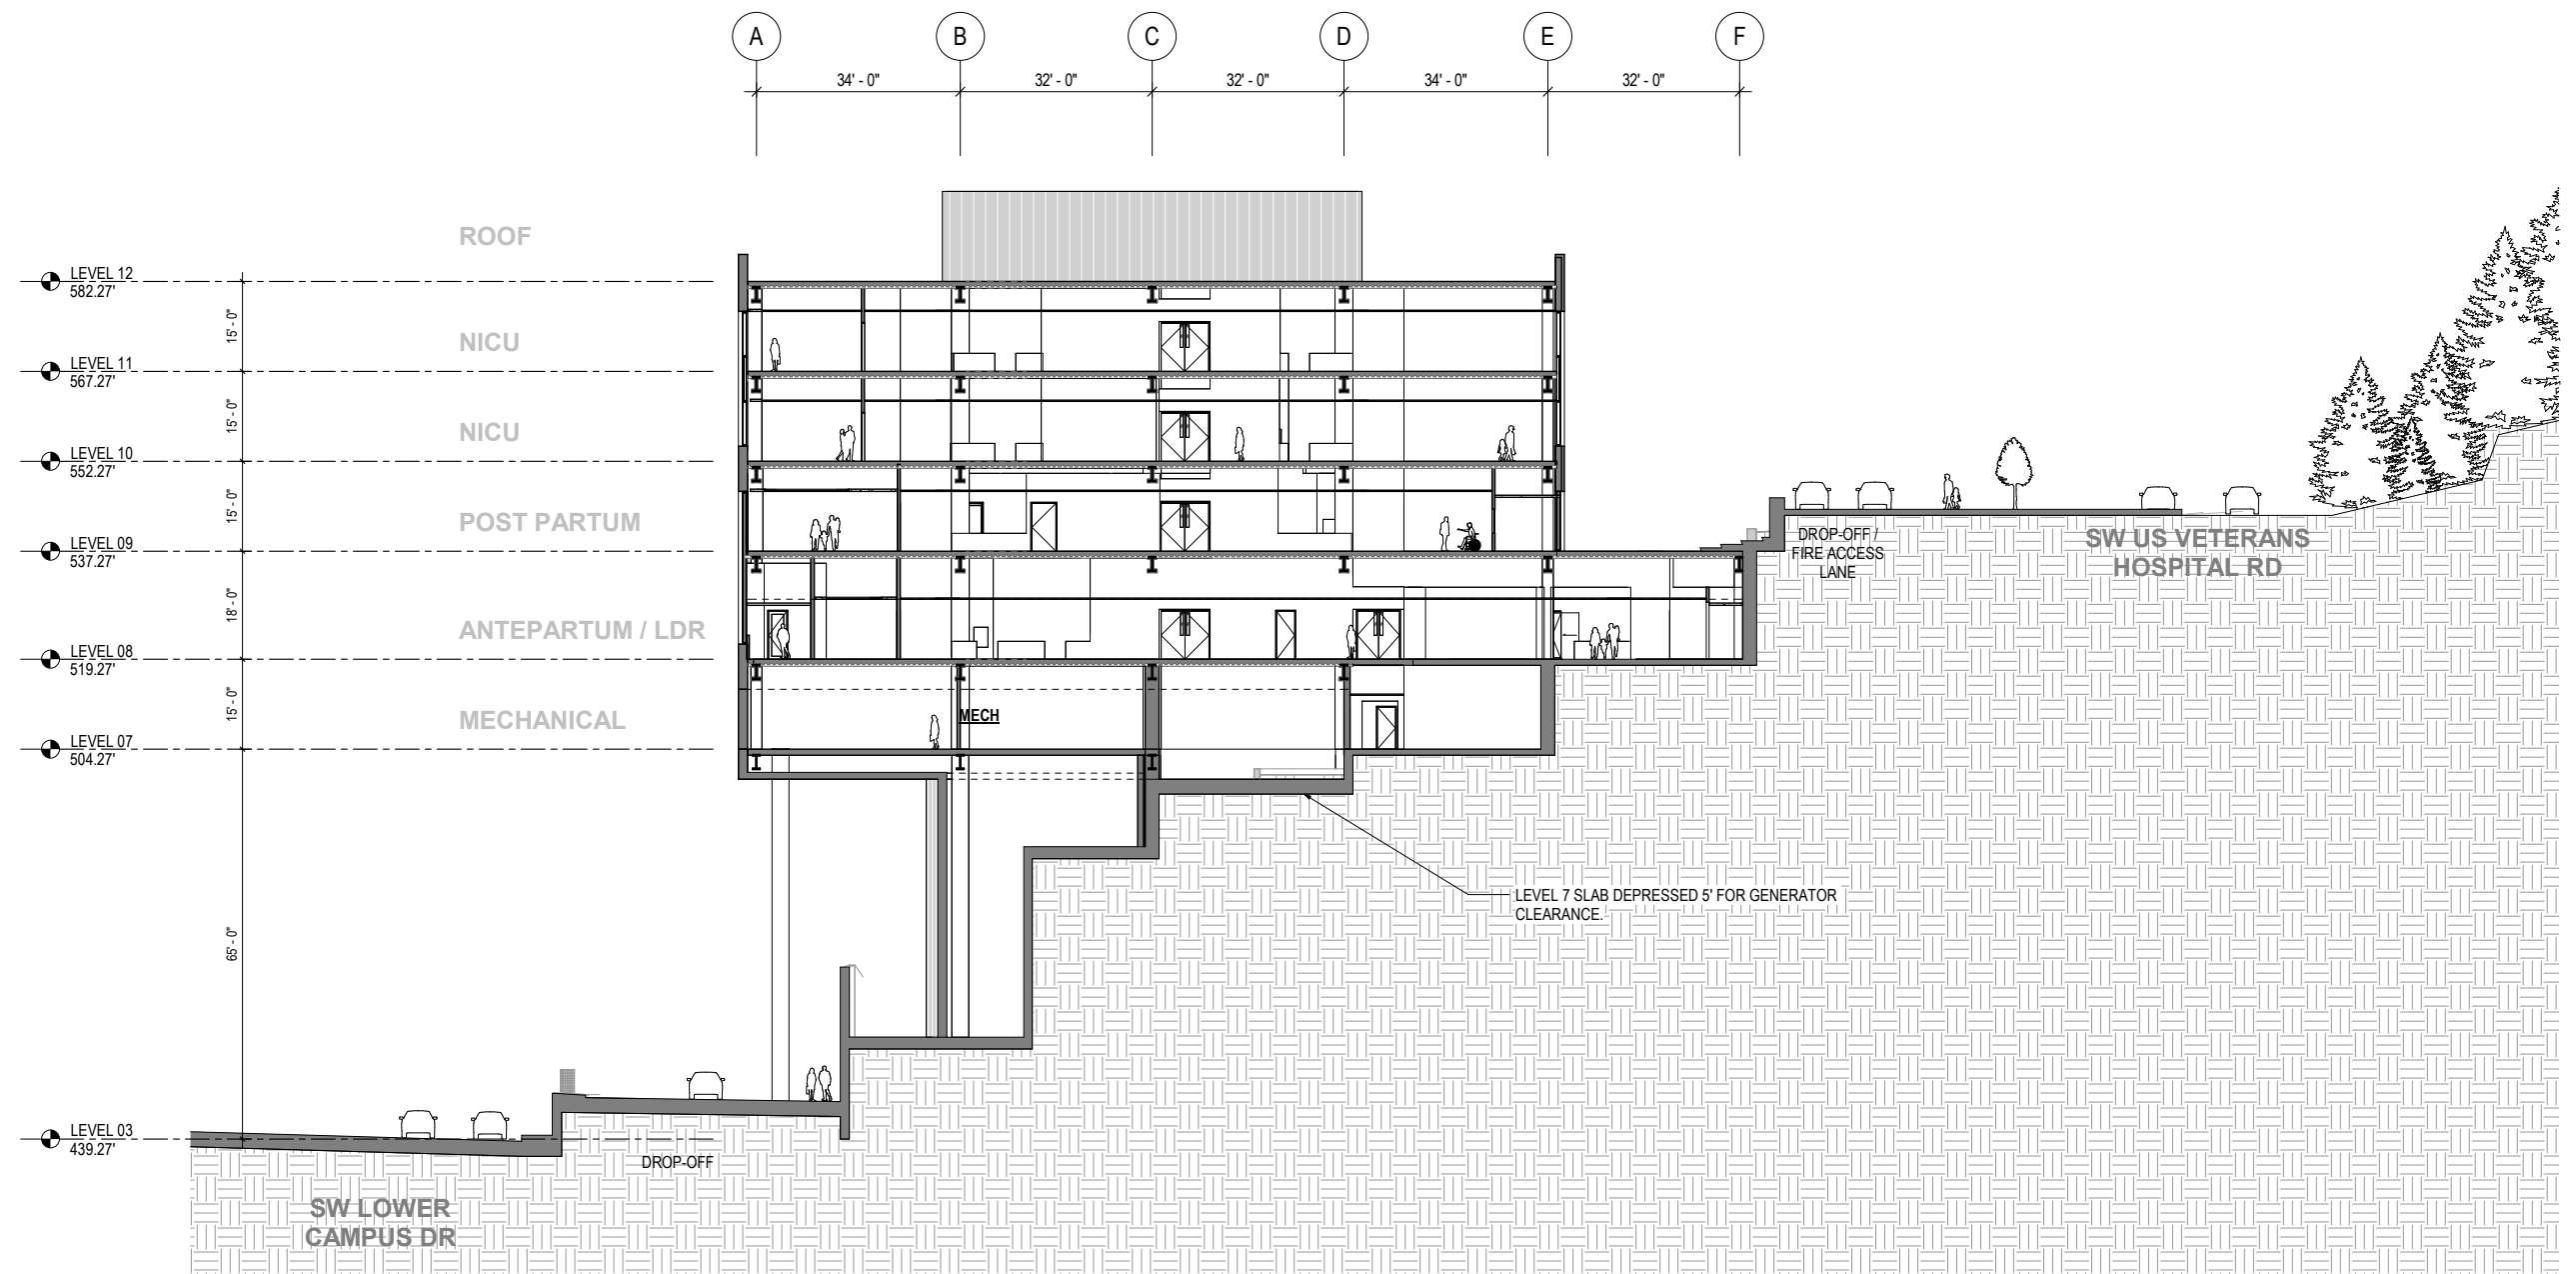 A
B
C
D
E
F
34' - 0"
32' - 0"
32' - 0"
34' - 0"
32' - 0"
ROOF
LEVEL 12
582.27'
15' - 0"
NICU
LEVEL 11
567.27'
15' - 0"
NICU
LEVEL 10
552.27'
15' - 0"
POST PARTUM
LEVEL 09
537.27'
DROP-OFF /
FIRE ACCESS
LANE
SW US VETERANS
HOSPITAL RD
18' - 0"
ANTEPARTUM / LDR
LEVEL 08
519.27'
15' - 0"
MECHANICAL
MECH
LEVEL 07
504.27'
LEVEL 7 SLAB DEPRESSED 5' FOR GENERATOR
CLEARANCE.
65' - 0"
LEVEL 03
439.27'
DROP-OFF
SW LOWER
CAMPUS DR